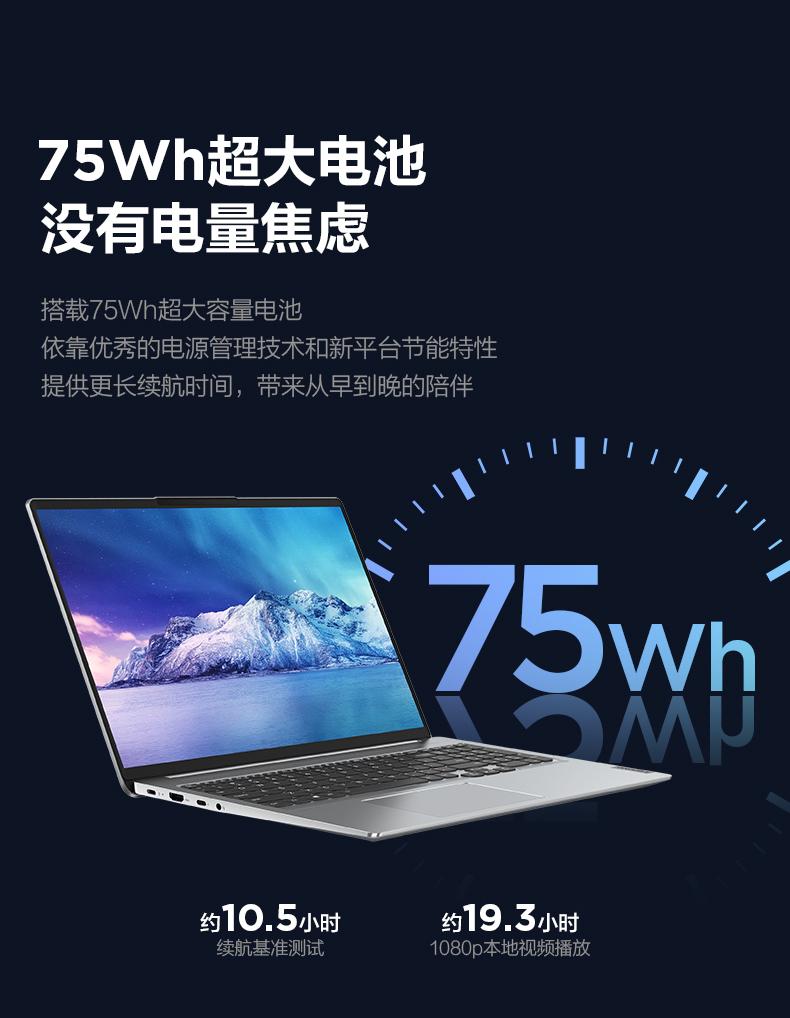 75Wh超大电池
没有电量焦虑
搭载75Wh超大容量电池
依靠优秀的电源管理技术和新平台节能特性
提供更长续航时间，带来从早到晚的陪伴
75Wh
约10.5小时
约19.3小时
续航基准测试
1080p本地视频播放